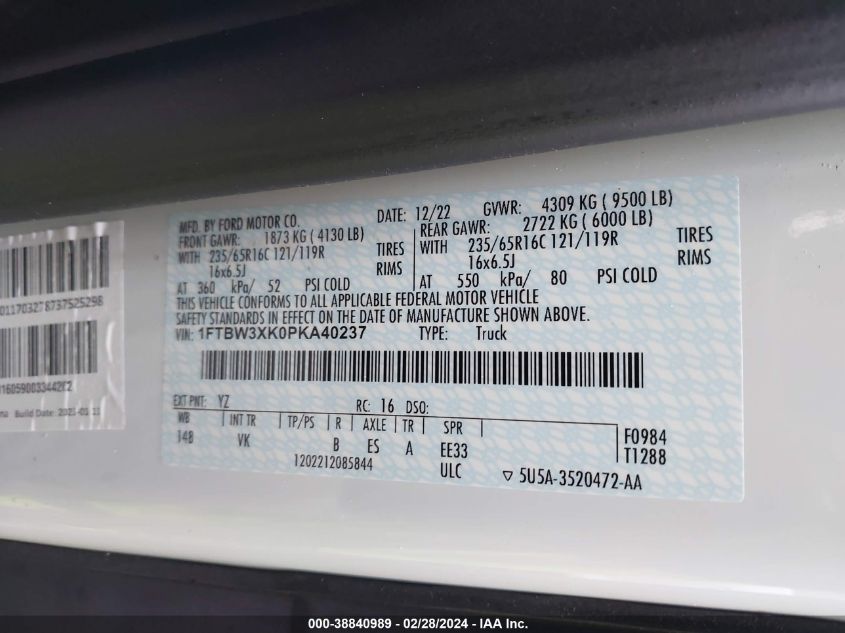 MFD. BY FORD MOTOR CO.
DATE: 12/22
GVWR: 4309 KG ( 9500 LB)
FRONT GAWR: 1873 KG ( 4130 LB)
REAR GAWR: 2722 KG ( 6000 LB)
WITH 235/65R16C 121/119R TIRES
WITH 235/65R16C 121/119R TIRES
16x6.5J RIMS
16x6.5J RIMS
AT 360 kPa/ 52 PSI COLD
AT 550 kPa/ 80 PSI COLD
THIS VEHICLE CONFORMS TO ALL APPLICABLE FEDERAL MOTOR VEHICLE
SAFETY STANDARDS IN EFFECT ON THE DATE OF MANUFACTURE SHOWN ABOVE.
VIN: 1FTBW3XK0PKA40237 TYPE: Truck
EXT PNT: YZ RC: 16 DSO:
WB INT TR TP/PS R AXLE TR SPR
148 VK B ES A EE33
1202212085844 ULC
F0984
T1288
▽ 5U5A-3520472-AA
Build Date:
000-38840989 - 02/28/2024 - IAA Inc.